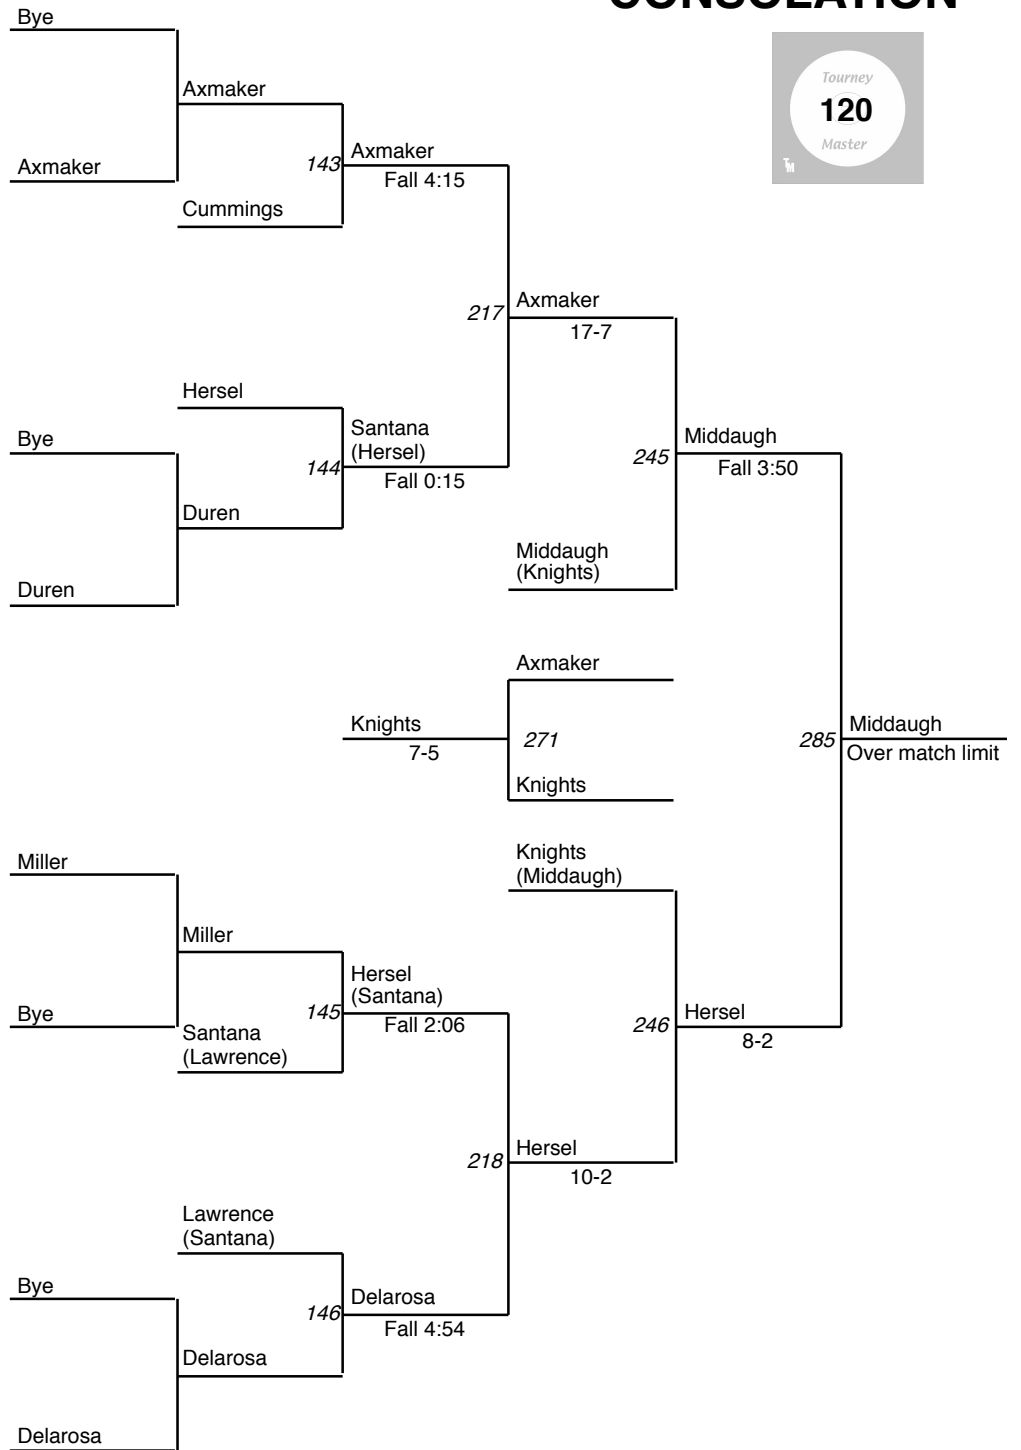 CONSOLATION
Bye
Tourney
120
Master
TM
Axmaker
Axmaker
143
Axmaker
Fall 4:15
Cummings
217
Axmaker
17-7
Hersel
Santana
(Hersel)
Bye
144
Fall 0:15
245
Middaugh
Fall 3:50
Duren
Middaugh
(Knights)
Duren
Axmaker
Knights
7-5
271
285
Middaugh
Over match limit
Knights
Knights
(Middaugh)
Miller
Miller
Hersel
(Santana)
Bye
145
Fall 2:06
246
Hersel
8-2
Santana
(Lawrence)
218
Hersel
10-2
Lawrence
(Santana)
Bye
146
Delarosa
Fall 4:54
Delarosa
Delarosa